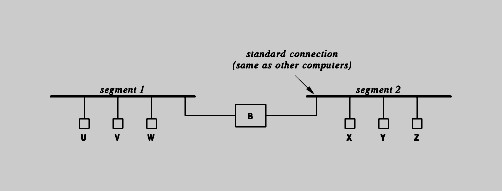 standard connection
(same as other computers)
segment 1
segment 2
B
U V W
X Y Z